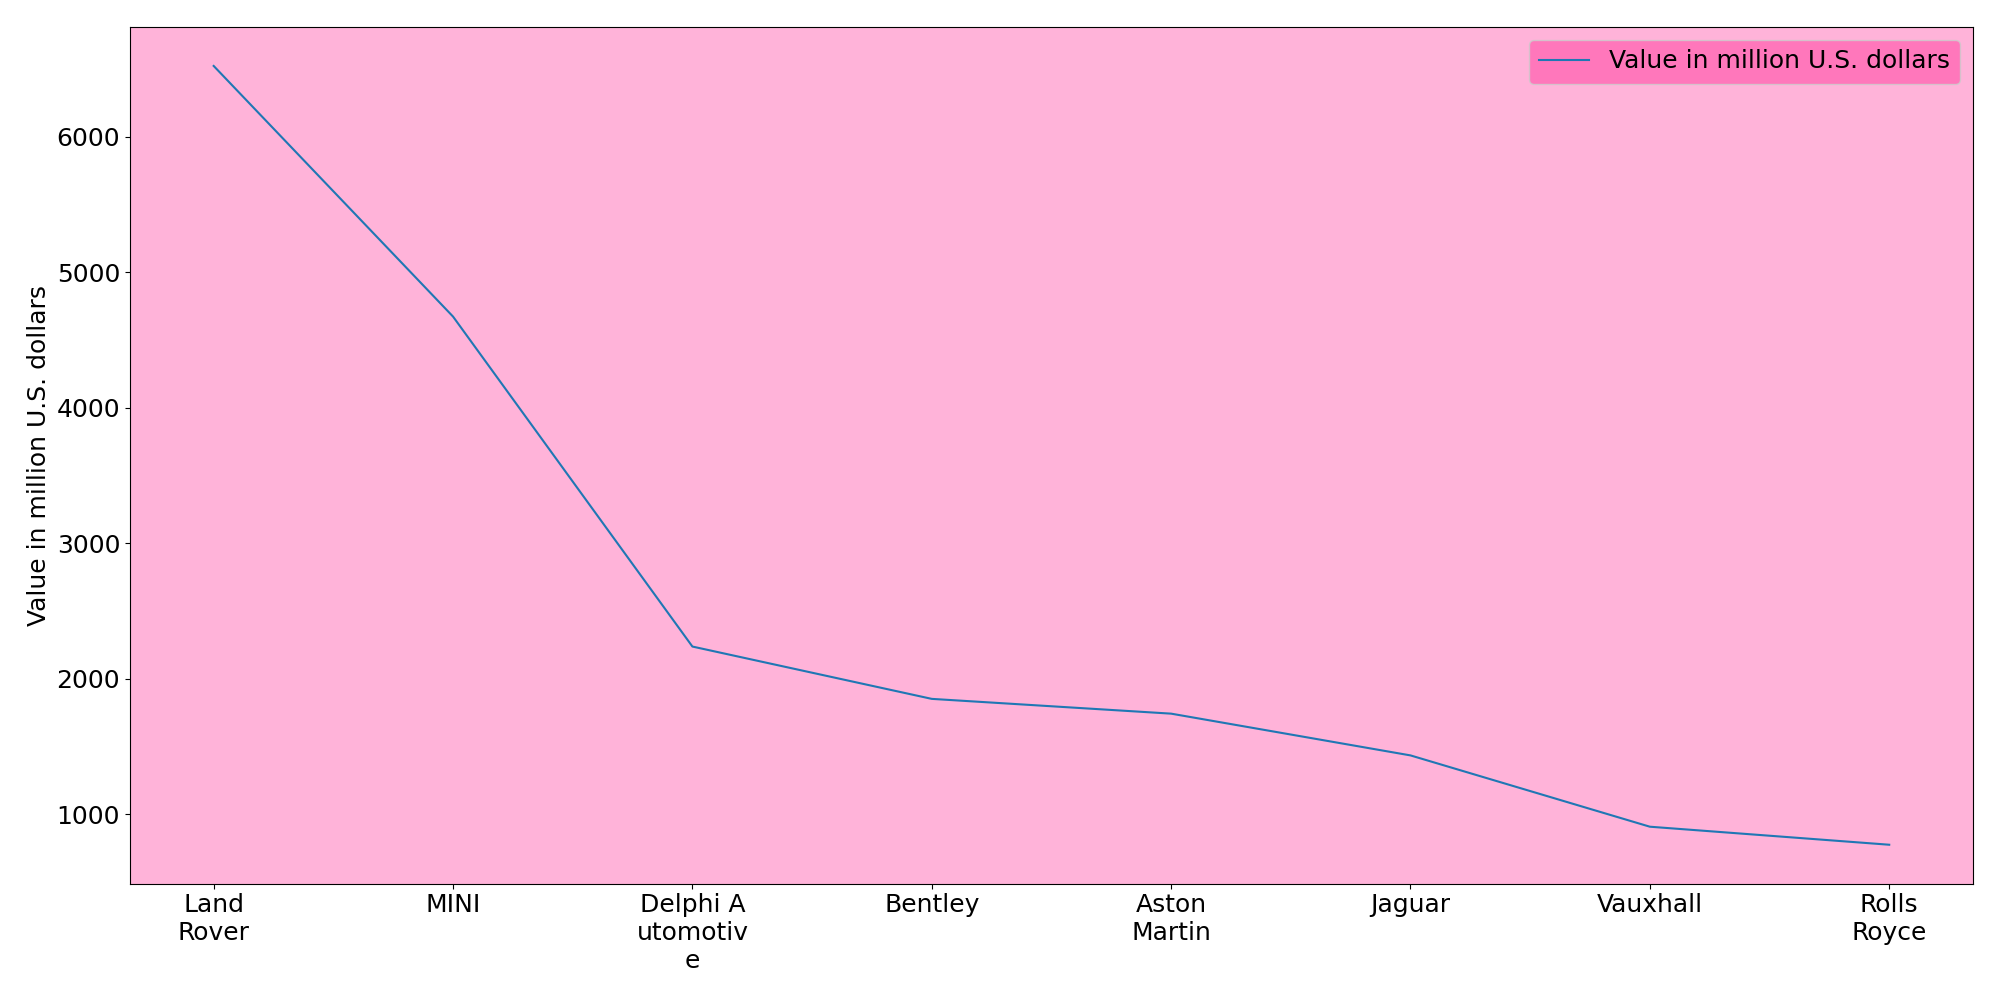 Value in million U.S. dollars
Value in million U.S. dollars
6000
5000
4000
3000
2000
1000
Land
Rover
MINI
Delphi A
utomotiv
e
Bentley
Aston
Martin
Jaguar
Vauxhall
Rolls
Royce